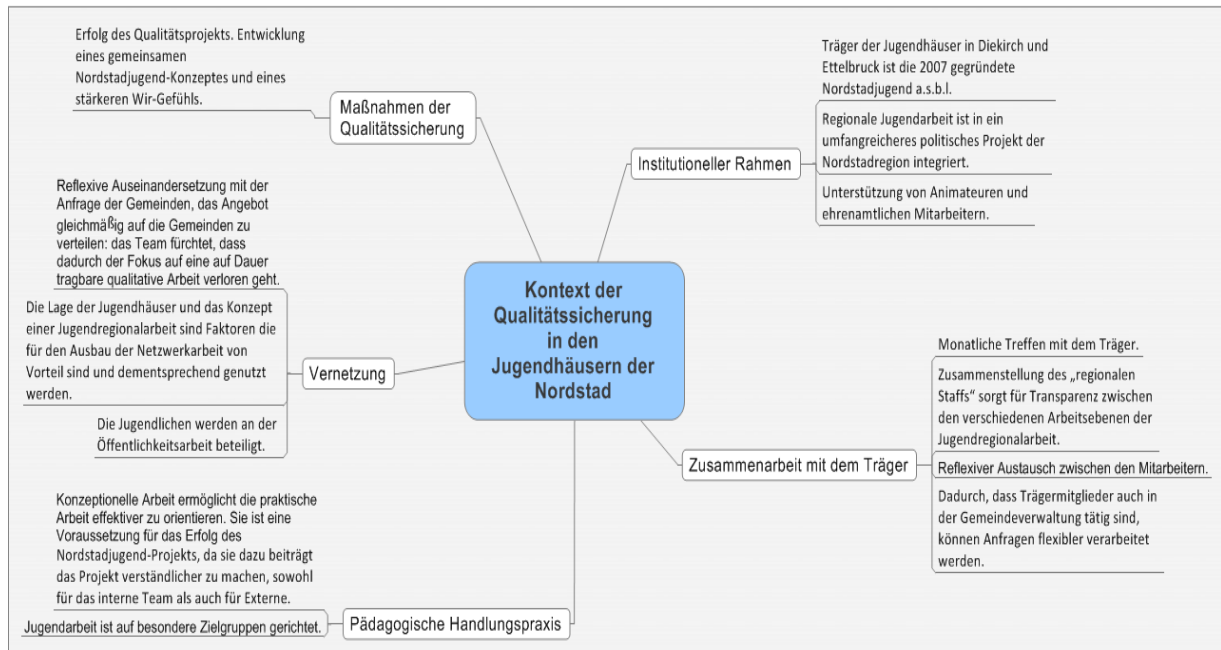 Erfolg des Qualitätsprojekts. Entwicklung
eines gemeinsamen
Nordstadjugend-Konzeptes und eines
stärkeren Wir-Gefühls.
Maßnahmen der
Qualitätssicherung
Reflexive Auseinandersetzung mit der
Anfrage der Gemeinden, das Angebot
gleichmäßig auf die Gemeinden zu
verteilen: das Team fürchtet, dass
dadurch der Fokus auf eine auf Dauer
tragbare qualitative Arbeit verloren geht.
Die Lage der Jugendhäuser und das Konzept
einer Jugendregionalarbeit sind Faktoren die
für den Ausbau der Netzwerkarbeit von
Vorteil sind und dementsprechend genutzt
werden.
Die Jugendlichen werden an der
Öffentlichkeitsarbeit beteiligt.
Vernetzung
Konzeptionelle Arbeit ermöglicht die praktische
Arbeit effektiver zu orientieren. Sie ist eine
Voraussetzung für das Erfolg des
Nordstadjugend-Projekts, da sie dazu beiträgt
das Projekt verständlicher zu machen, sowohl
für das interne Team als auch für Externe.
Jugendarbeit ist auf besondere Zielgruppen gerichtet.
Pädagogische Handlungspraxis
Kontext der
Qualitätssicherung
in den
Jugendhäusern der
Nordstad
Institutioneller Rahmen
Träger der Jugendhäuser in Diekirch und
Ettelbruck ist die 2007 gegründete
Nordstadjugend a.s.b.l.
Regionale Jugendarbeit ist in ein
umfangreicheres politisches Projekt der
Nordstadregion integriert.
Unterstützung von Animateuren und
ehrenamtlichen Mitarbeitern.
Zusammenarbeit mit dem Träger
Monatliche Treffen mit dem Träger.
Zusammenstellung des „regionalen
Staffs“ sorgt für Transparenz zwischen
den verschiedenen Arbeitsebenen der
Jugendregionalarbeit.
Reflexiver Austausch zwischen den Mitarbeitern.
Dadurch, dass Trägermitglieder auch in
der Gemeindeverwaltung tätig sind,
können Anfragen flexibler verarbeitet
werden.